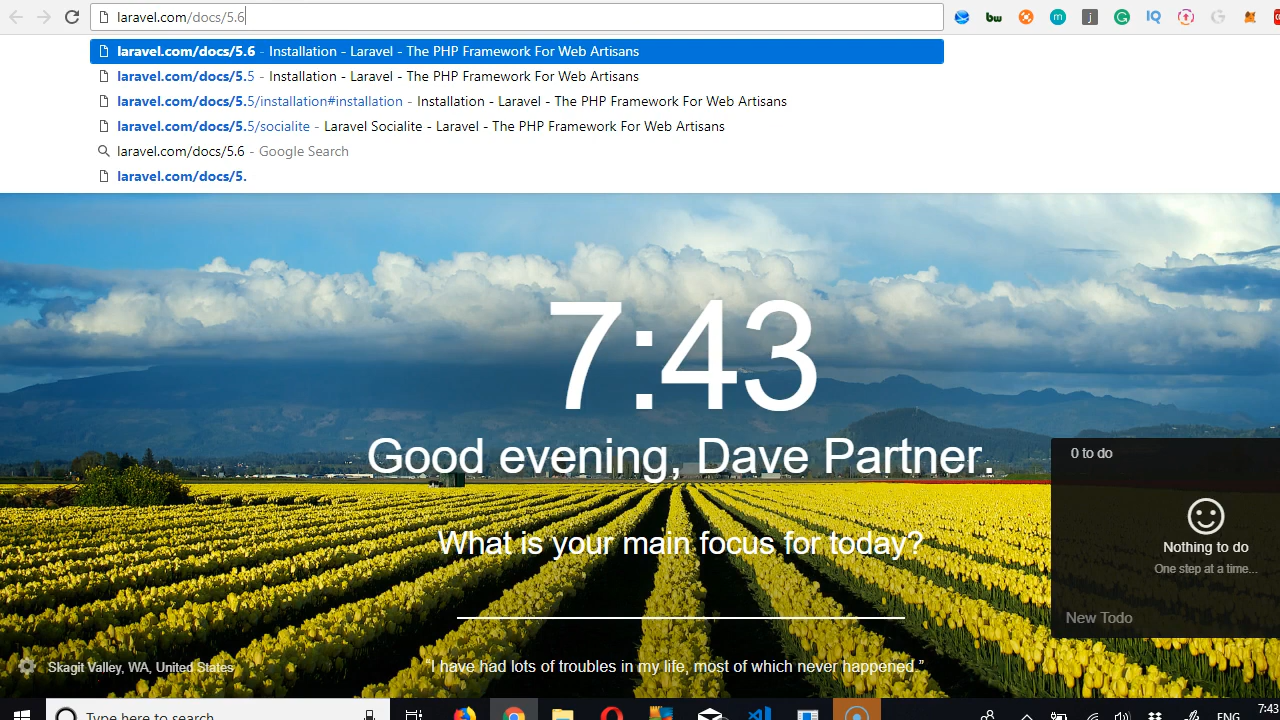 laravel.com/docs/5.6
laravel.com/docs/5.6 - Installation - Laravel - The PHP Framework For Web Artisans
laravel.com/docs/5.5 - Installation - Laravel - The PHP Framework For Web Artisans
laravel.com/docs/5.5/installation#installation - Installation - Laravel - The PHP Framework For Web Artisans
laravel.com/docs/5.5/socialite - Laravel Socialite - Laravel - The PHP Framework For Web Artisans
laravel.com/docs/5.6 - Google Search
laravel.com/docs/5.
bw
m
j
G
IQ
G
7:43
Good evening, Dave Partner.
What is your main focus for today?
0 to do
Nothing to do
One step at a time...
New Todo
Skagit Valley, WA, United States
“I have had lots of troubles in my life, most of which never happened.”
Type here to search
ENG
7:43